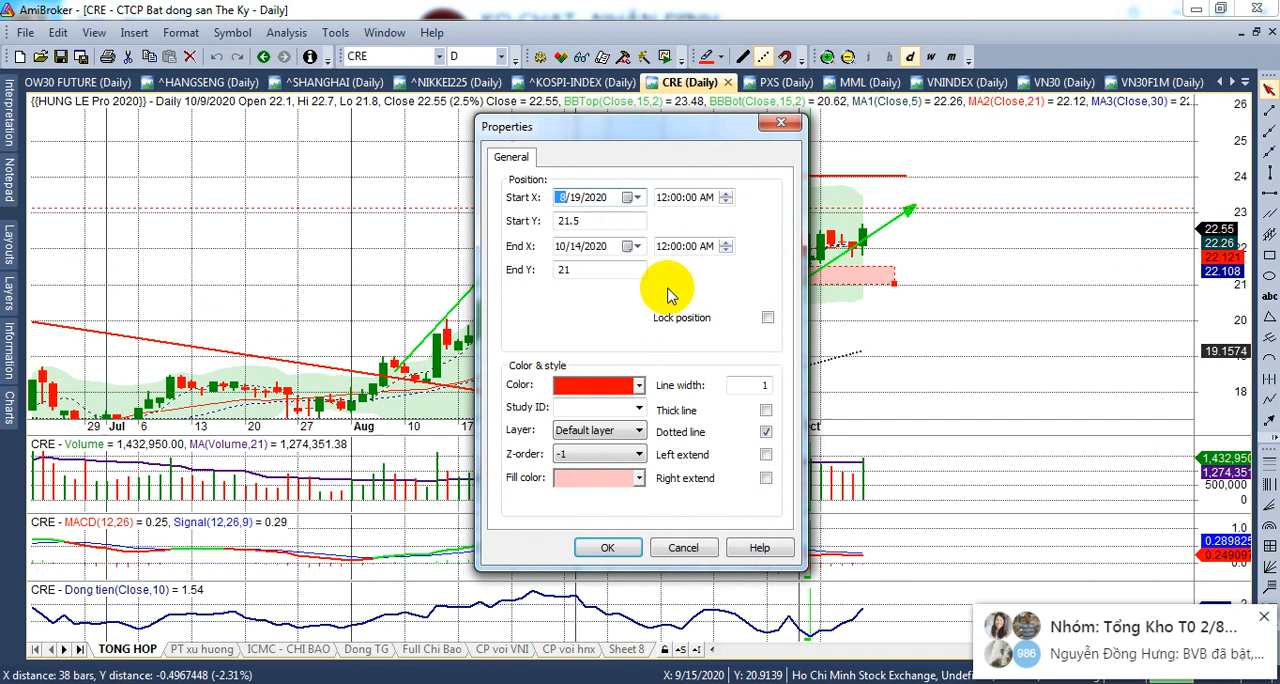 AmiBroker - [CRE - CTCP Bat dong san The Ky - Daily]
File Edit View Insert Format Symbol Analysis Tools Window Help
CRE D i h d w m
OW30 FUTURE (Daily) ^HANGSENG (Daily) ^SHANGHAI (Daily) ^NIKKEI225 (Daily) ^KOSPI-INDEX (Daily) CRE (Daily) PXS (Daily) MML (Daily) VNINDEX (Daily) VN30 (Daily) VN30F1M (Daily)
{{HUNG LE Pro 2020}} - Daily 10/9/2020 Open 22.1, Hi 22.7, Lo 21.8, Close 22.55 (2.5%) Close = 22.55, BBTop(Close,15,2) = 23.48, BBBot(Close,15,2) = 20.62, MA1(Close,5) = 22.26, MA2(Close,21) = 22.12, MA3(Close,30) = 22.
Interpretation
Notepad
Layouts
Layers
Information
Charts
Properties
General
Position:
Start X: 8/19/2020 12:00:00 AM
Start Y: 21.5
End X: 10/14/2020 12:00:00 AM
End Y: 21
Lock position
Color & style
Color: Line width: 1
Study ID: Thick line
Layer: Default layer Dotted line
Z-order: -1 Left extend
Fill color: Right extend
OK Cancel Help
26
25
24
23
22.55
22.26
22.121
22.108
21
20
19.1574
18
abc
29 Jul 6 13 20 27 Aug 10 17
CRE - Volume = 1,432,950.00, MA(Volume,21) = 1,274,351.38
1,432,950
1,274,351
500,000
0
CRE - MACD(12,26) = 0.25, Signal(12,26,9) = 0.29
1.0
0.289825
0.249097
CRE - Dong tien(Close,10) = 1.54
TONG HOP PT xu huong ICMC - CHI BAO Dong TG Full Chi Bao CP voi VNI CP voi hnx Sheet 8
Nhóm: Tổng Kho T0 2/8...
986 Nguyễn Đồng Hưng: BVB đã bật,...
X distance: 38 bars, Y distance: -0.4967448 (-2.31%) X: 9/15/2020 Y: 20.9139 Ho Chi Minh Stock Exchange, Undef